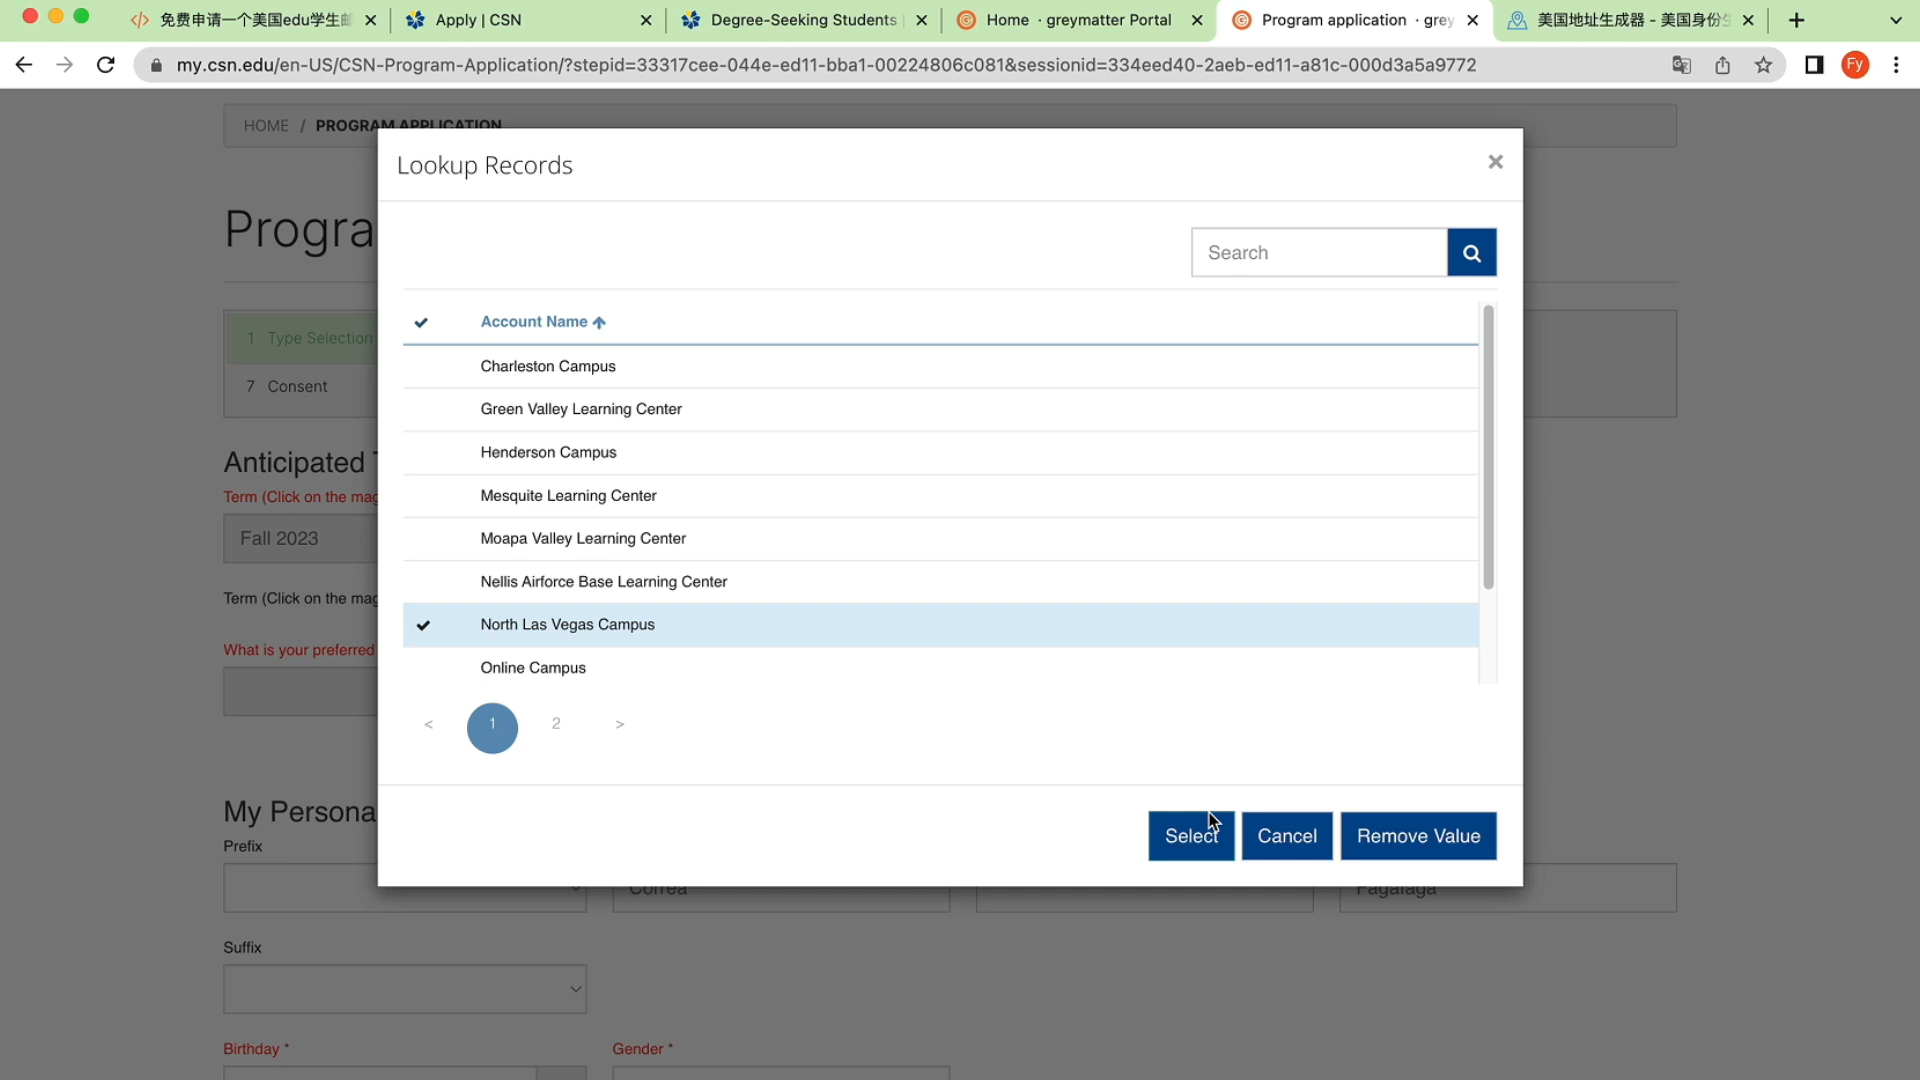 免费申请一个美国edu学生邮
Apply | CSN
Degree-Seeking Students |
Home · greymatter Portal
Program application · grey
美国地址生成器 - 美国身份生
my.csn.edu/en-US/CSN-Program-Application/?stepid=33317cee-044e-ed11-bba1-00224806c081&sessionid=334eed40-2aeb-ed11-a81c-000d3a5a9772
Fy
HOME / PROGRAM APPLICATION
Lookup Records
Progra
Search
1 Type Selection
7 Consent
Account Name
Charleston Campus
Green Valley Learning Center
Henderson Campus
Mesquite Learning Center
Moapa Valley Learning Center
Nellis Airforce Base Learning Center
North Las Vegas Campus
Online Campus
< 1 2 >
Select Cancel Remove Value
Anticipated
Term (Click on the mag
Fall 2023
Term (Click on the mag
What is your preferred
My Persona
Prefix
Correa
Fagafaga
Suffix
Birthday *
Gender *